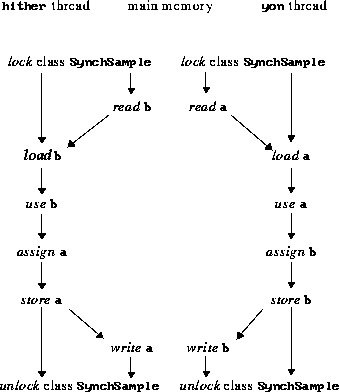 hither thread main memory yon thread
lock class SynchSample lock class SynchSample
read b read a
load b load a
use b use a
assign a assign b
store a store b
write a write b
unlock class SynchSample unlock class SynchSample